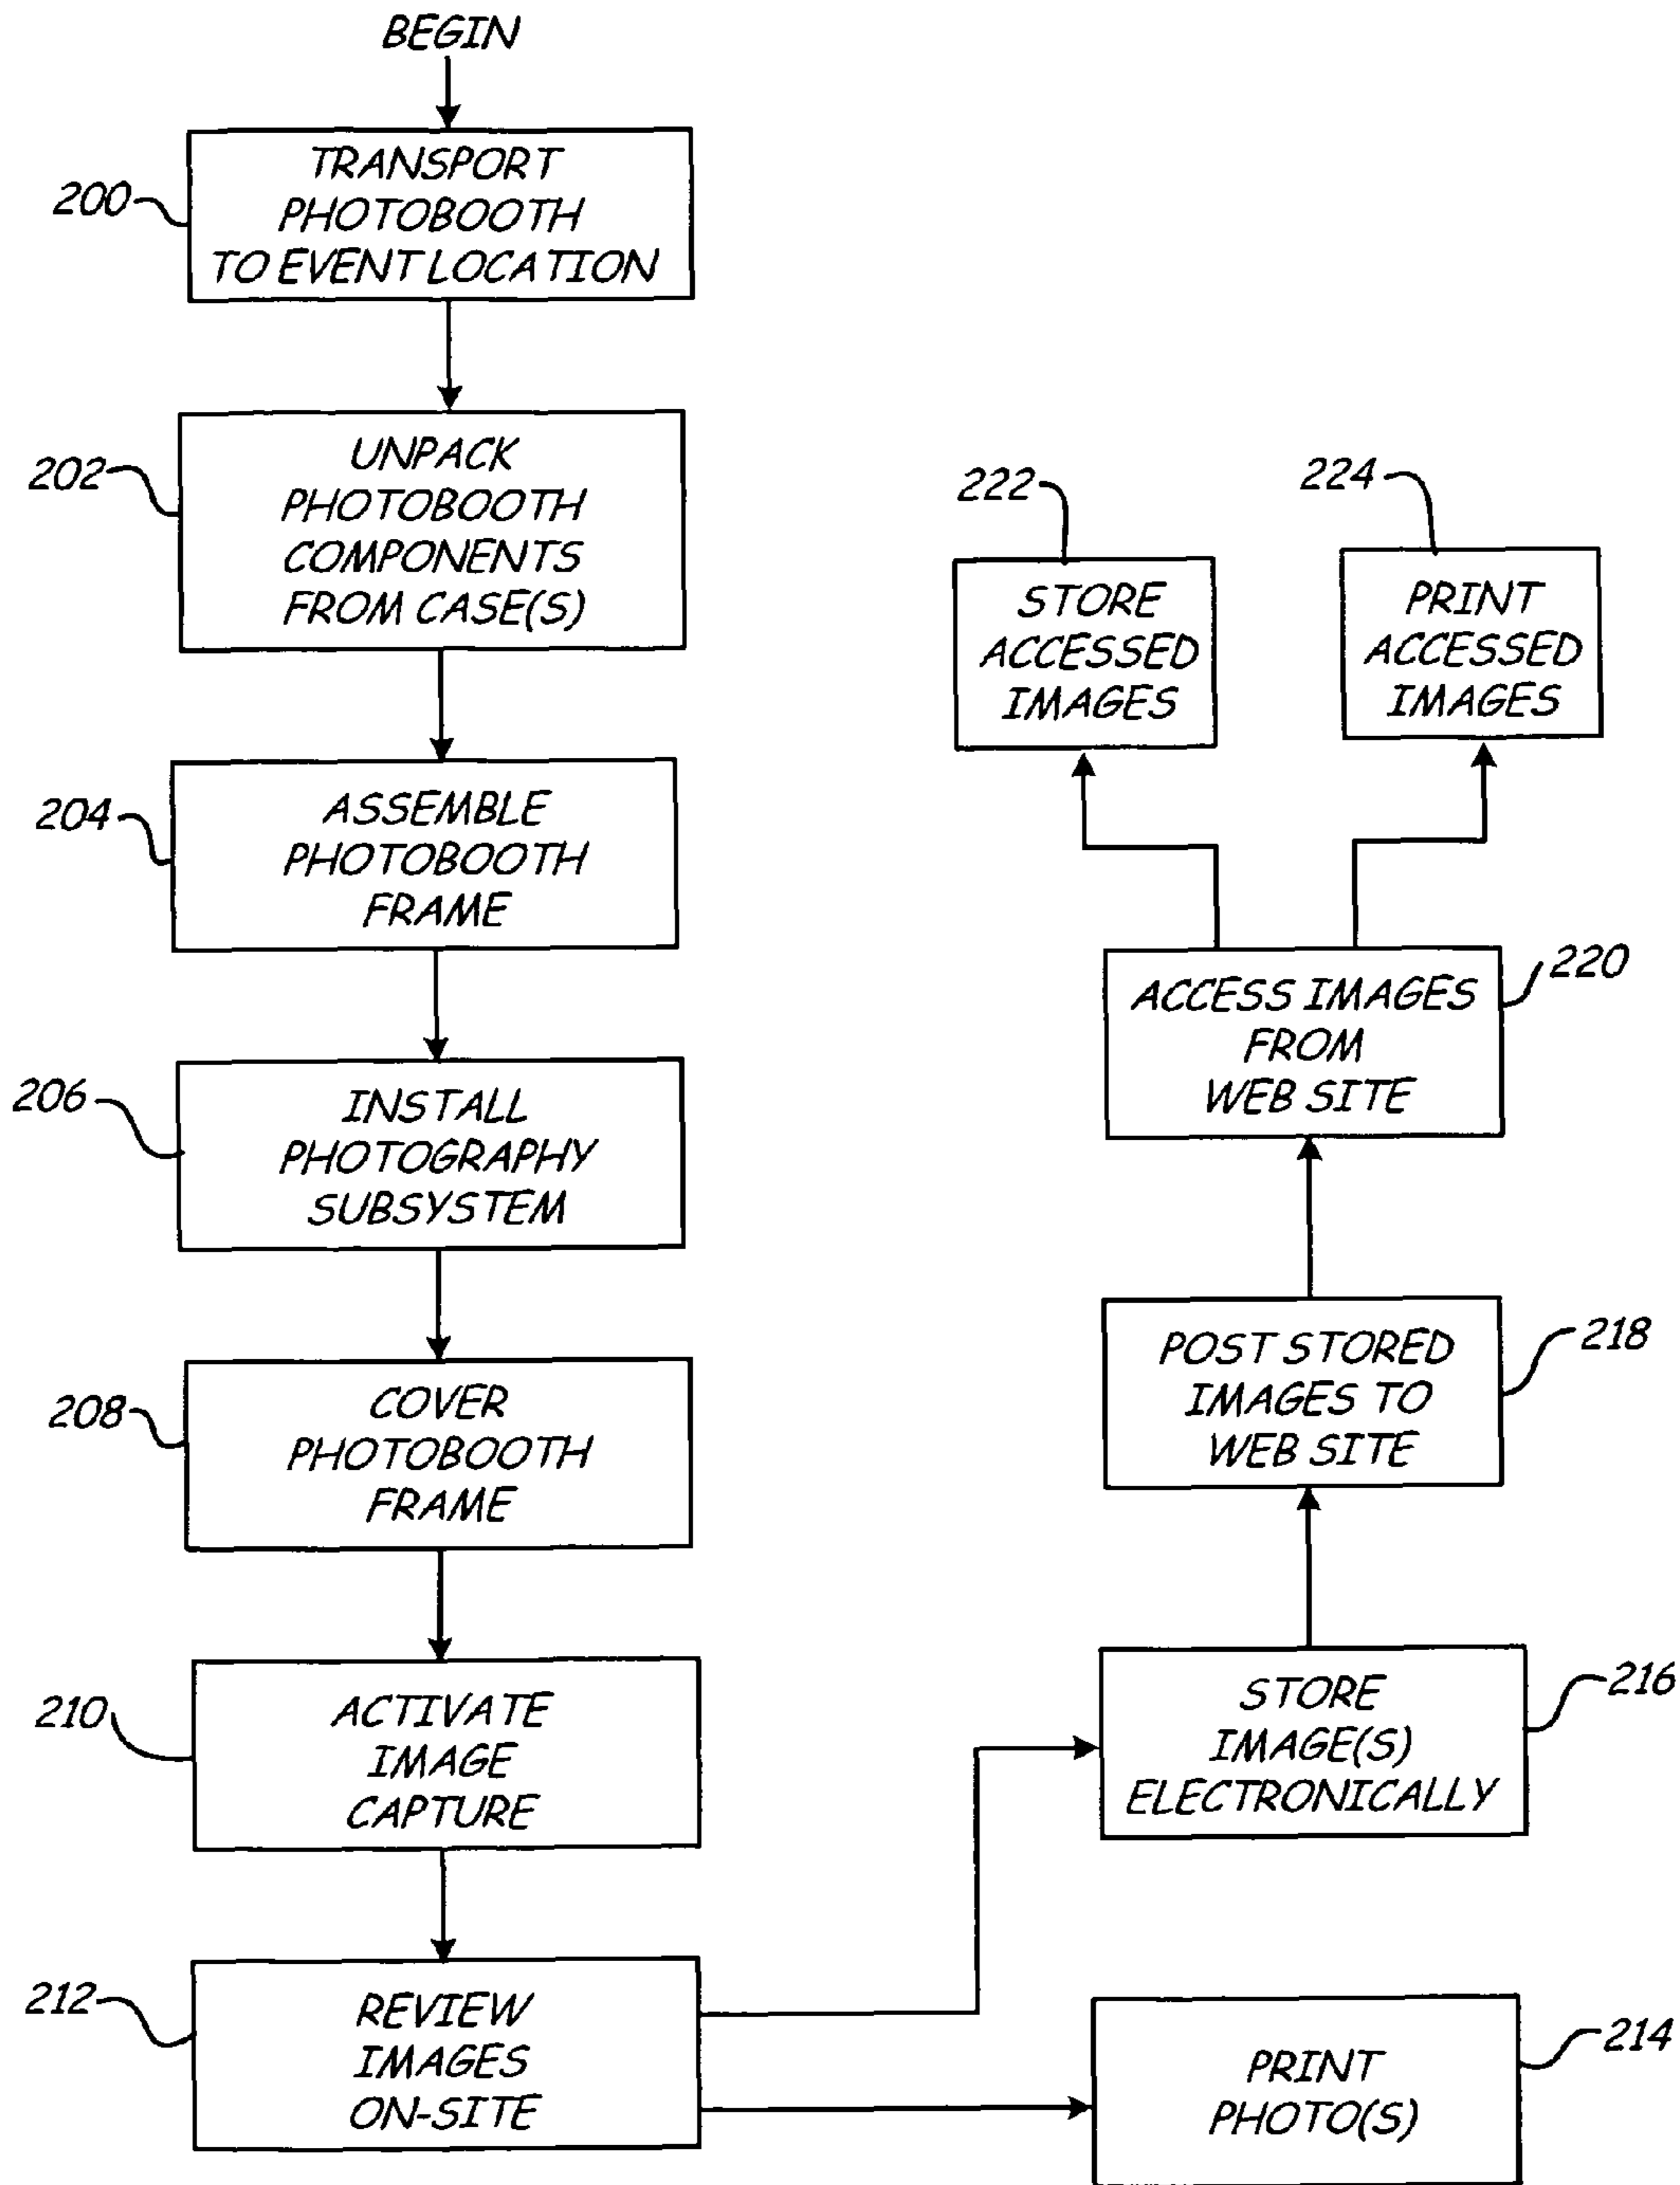 BEGIN
200
TRANSPORT
PHOTOBOOTH
TO EVENT LOCATION
202
UNPACK
PHOTOBOOTH
COMPONENTS
FROM CASE(S)
204
ASSEMBLE
PHOTOBOOTH
FRAME
206
INSTALL
PHOTOGRAPHY
SUBSYSTEM
208
COVER
PHOTOBOOTH
FRAME
210
ACTIVATE
IMAGE
CAPTURE
212
REVIEW
IMAGES
ON-SITE
214
PRINT
PHOTO(S)
216
STORE
IMAGE(S)
ELECTRONICALLY
218
POST STORED
IMAGES TO
WEB SITE
220
ACCESS IMAGES
FROM
WEB SITE
222
STORE
ACCESSED
IMAGES
224
PRINT
ACCESSED
IMAGES